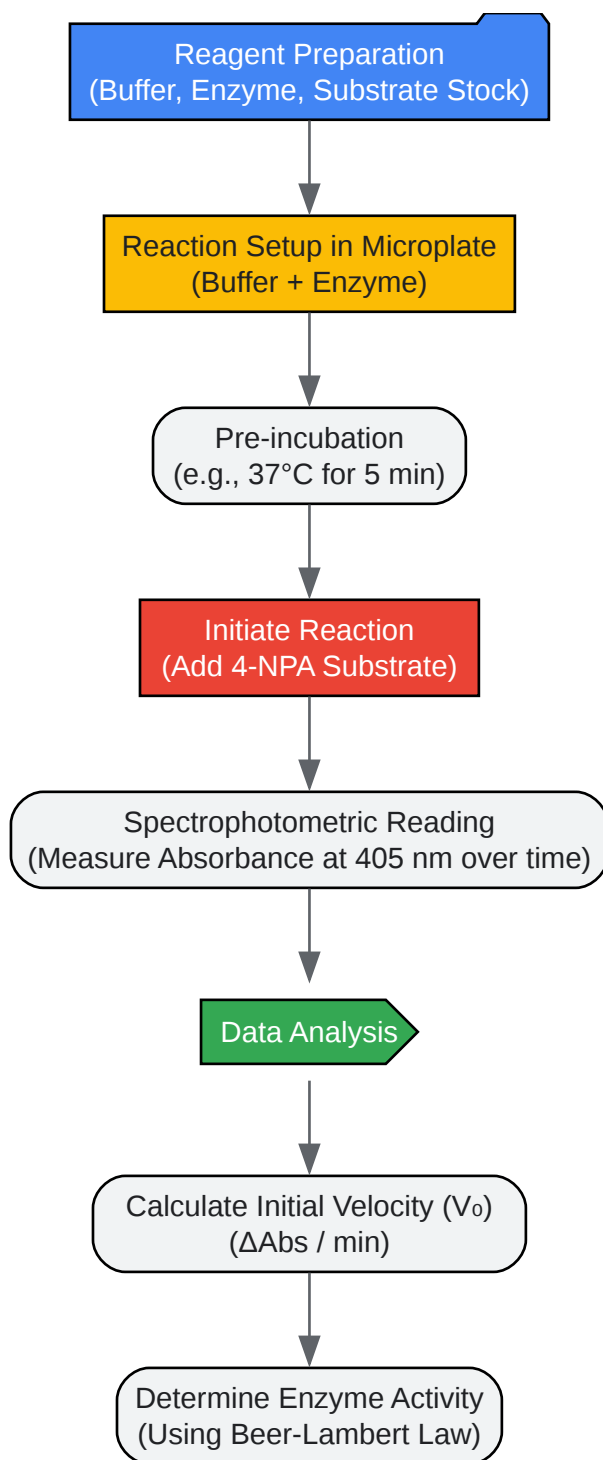 Reagent Preparation
(Buffer, Enzyme, Substrate Stock)
Reaction Setup in Microplate
(Buffer + Enzyme)
Pre-incubation
(e.g., 37°C for 5 min)
Initiate Reaction
(Add 4-NPA Substrate)
Spectrophotometric Reading
(Measure Absorbance at 405 nm over time)
Data Analysis
Calculate Initial Velocity (V₀)
(ΔAbs / min)
Determine Enzyme Activity
(Using Beer-Lambert Law)